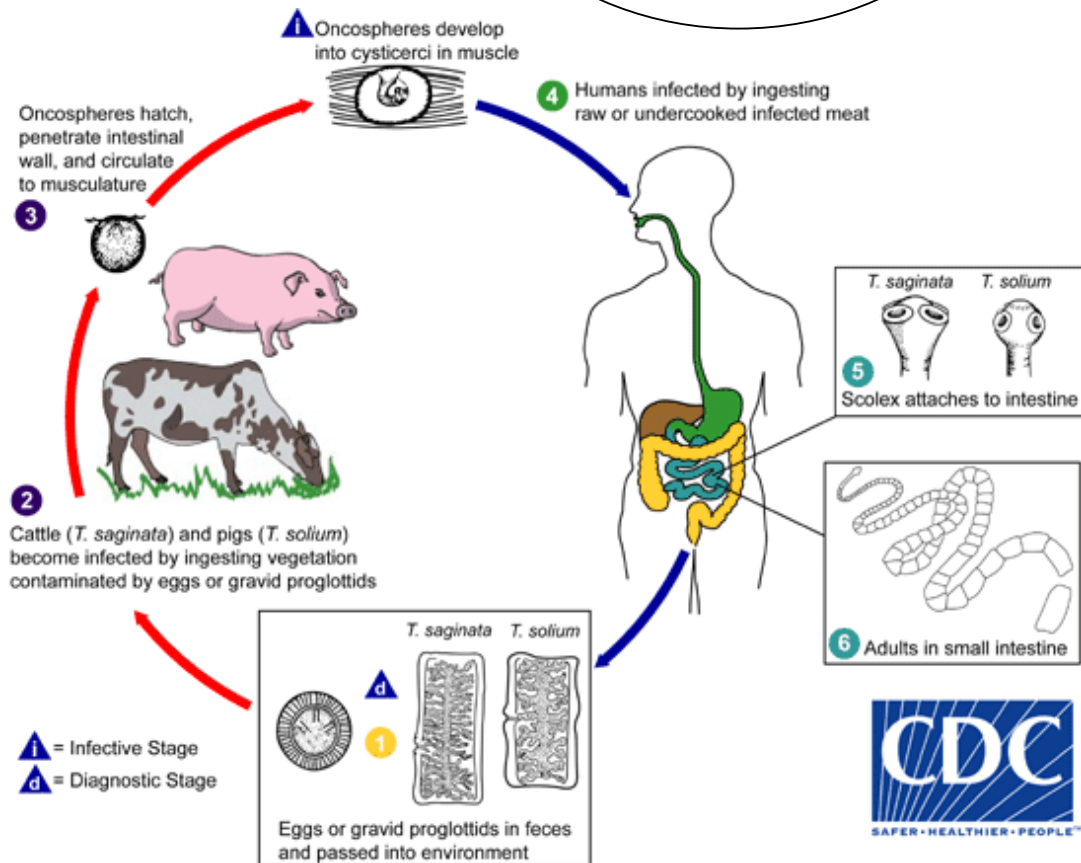 i Oncospheres develop
into cysticerci in muscle
4 Humans infected by ingesting
raw or undercooked infected meat
Oncospheres hatch,
penetrate intestinal
wall, and circulate
to musculature
3
T. saginata T. solium
5
Scolex attaches to intestine
2
Cattle (T. saginata) and pigs (T. solium)
become infected by ingesting vegetation
contaminated by eggs or gravid proglottids
6 Adults in small intestine
T. saginata T. solium
d
1
Eggs or gravid proglottids in feces
and passed into environment
i = Infective Stage
d = Diagnostic Stage
CDC
SAFER·HEALTHIER·PEOPLE™